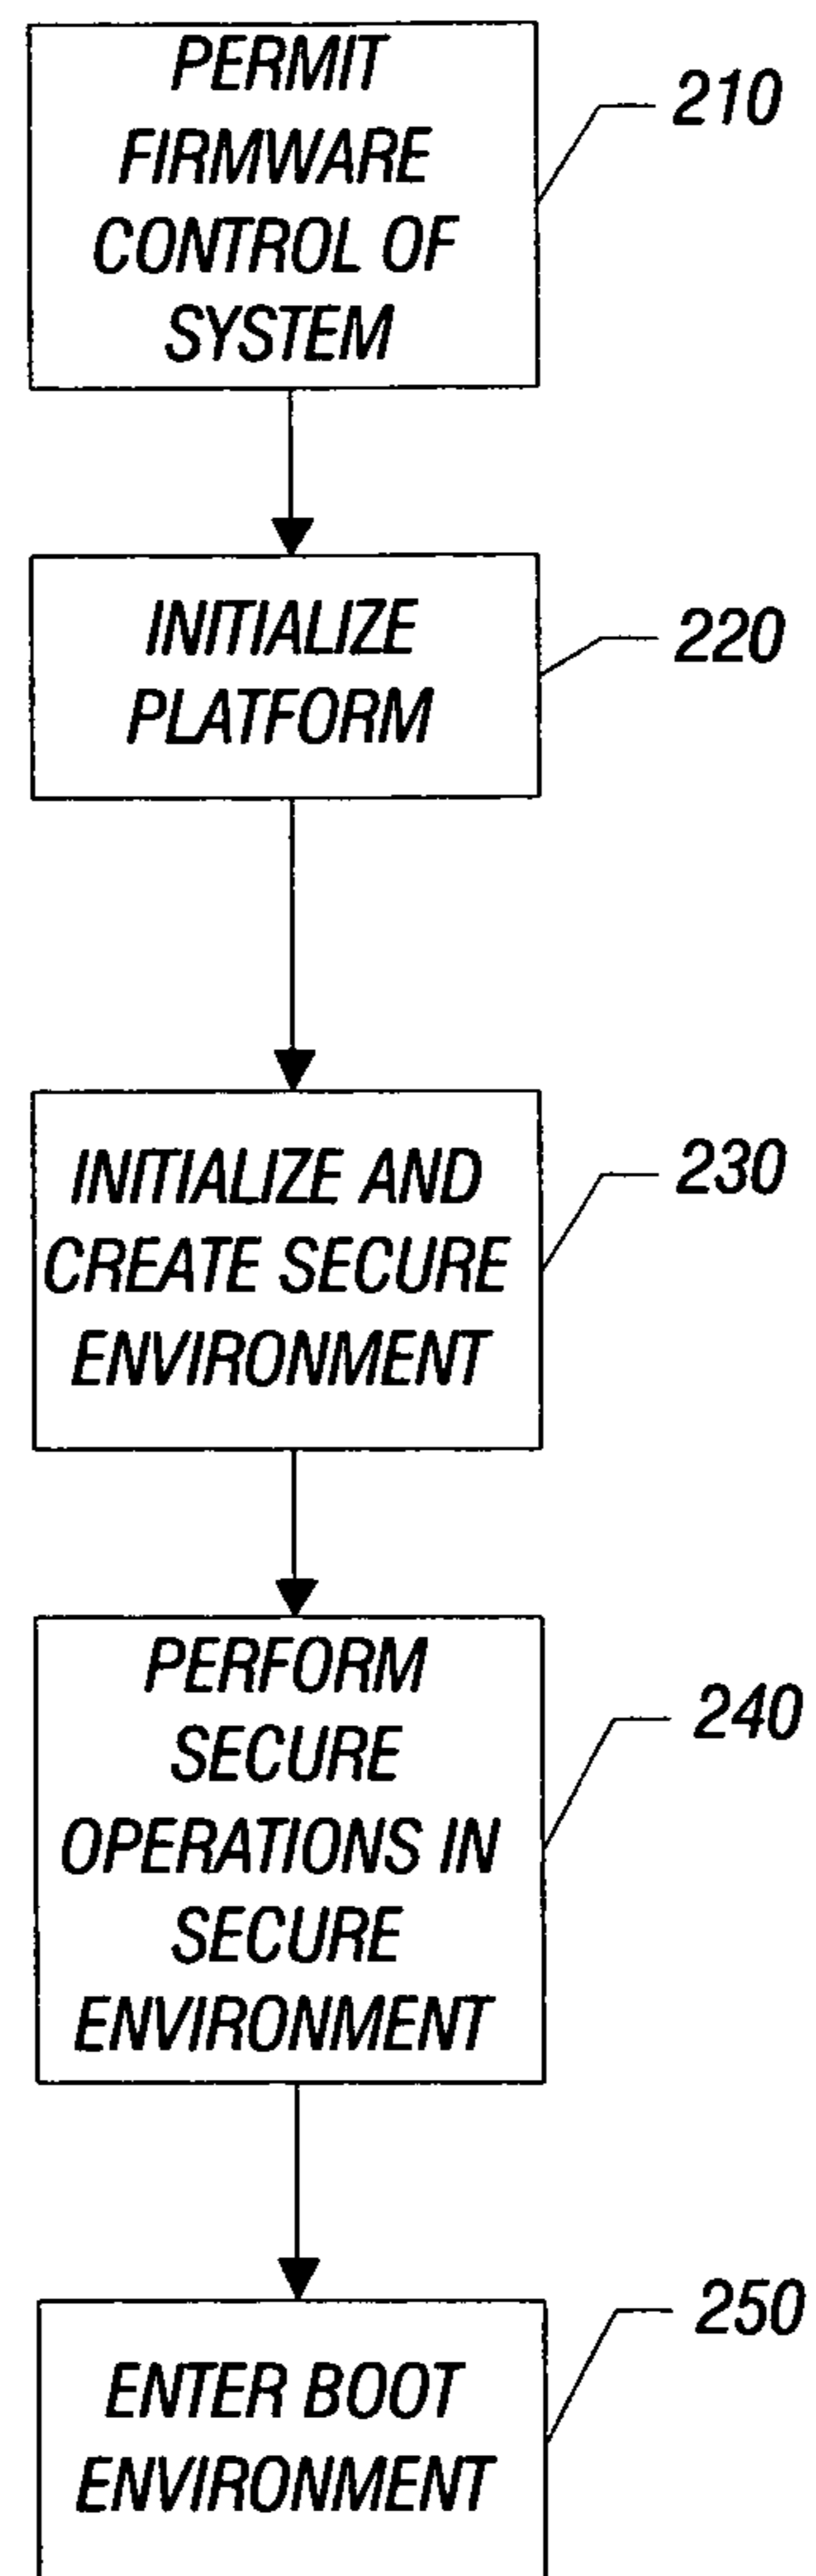 PERMIT
FIRMWARE
CONTROL OF
SYSTEM
210
INITIALIZE
PLATFORM
220
INITIALIZE AND
CREATE SECURE
ENVIRONMENT
230
PERFORM
SECURE
OPERATIONS IN
SECURE
ENVIRONMENT
240
ENTER BOOT
ENVIRONMENT
250